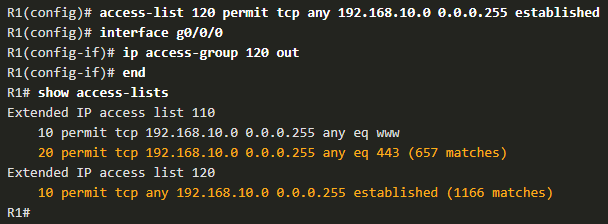 R1(config)# access-list 120 permit tcp any 192.168.10.0 0.0.0.255 established
R1(config)# interface g0/0/0
R1(config-if)# ip access-group 120 out
R1(config-if)# end
R1# show access-lists
Extended IP access list 110
    10 permit tcp 192.168.10.0 0.0.0.255 any eq www
    20 permit tcp 192.168.10.0 0.0.0.255 any eq 443 (657 matches)
Extended IP access list 120
    10 permit tcp any 192.168.10.0 0.0.0.255 established (1166 matches)
R1#